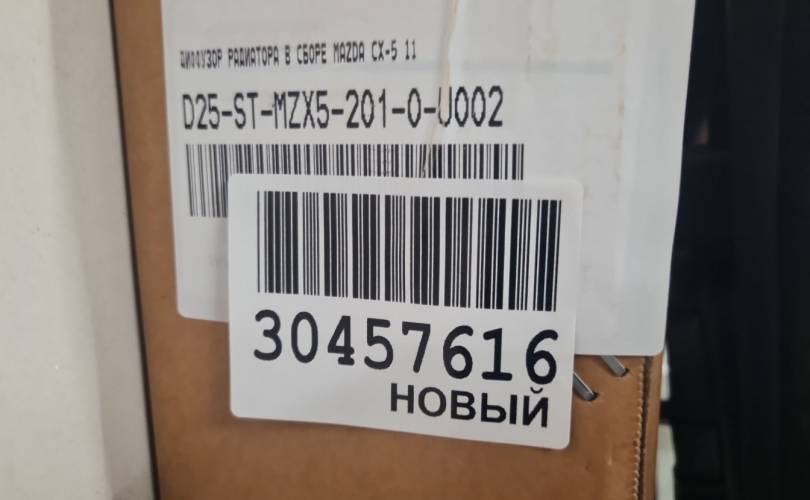 ДИФФУЗОР РАДИАТОРА В СБОРЕ MAZDA CX-5 11
D25-ST-MZX5-201-0-U002
30457616
НОВЫЙ